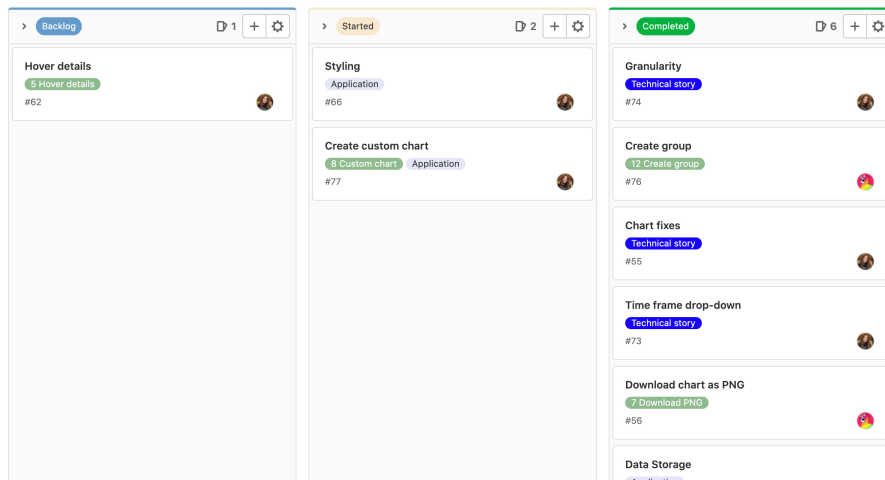 Backlog 1
Hover details
5 Hover details
#62
Started 2
Styling
Application
#66
Create custom chart
8 Custom chart Application
#77
Completed 6
Granularity
Technical story
#74
Create group
12 Create group
#76
Chart fixes
Technical story
#55
Time frame drop-down
Technical story
#73
Download chart as PNG
7 Download PNG
#56
Data Storage